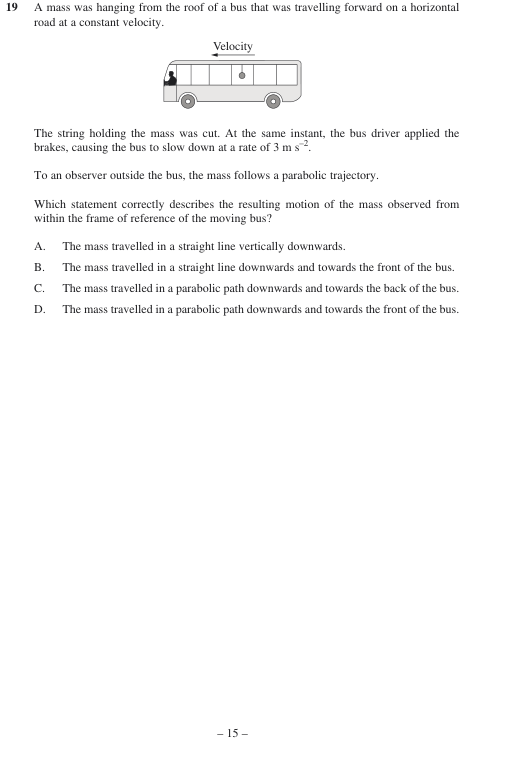 19 A mass was hanging from the roof of a bus that was travelling forward on a horizontal
road at a constant velocity.
Velocity
The string holding the mass was cut. At the same instant, the bus driver applied the
brakes, causing the bus to slow down at a rate of 3 m s⁻².
To an observer outside the bus, the mass follows a parabolic trajectory.
Which statement correctly describes the resulting motion of the mass observed from
within the frame of reference of the moving bus?
A. The mass travelled in a straight line vertically downwards.
B. The mass travelled in a straight line downwards and towards the front of the bus.
C. The mass travelled in a parabolic path downwards and towards the back of the bus.
D. The mass travelled in a parabolic path downwards and towards the front of the bus.
– 15 –